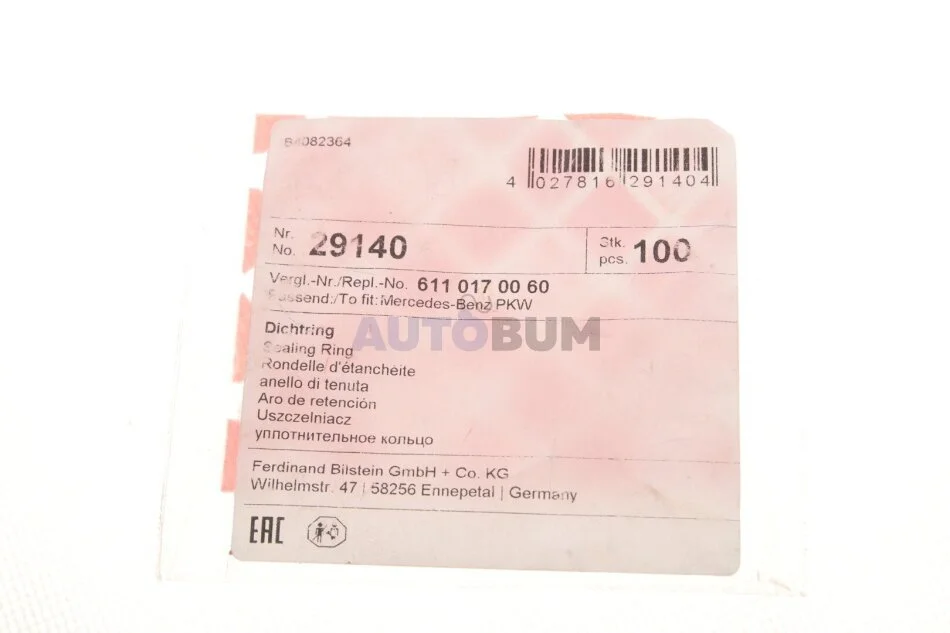 84082364
4 027816 291404
Nr.
No. 29140
Stk.
pcs. 100
Vergl.-Nr./Repl.-No. 611 017 00 60
Passend:/To fit: Mercedes-Benz PKW
Dichtring
AUTOBUM
Sealing Ring
Rondelle d'étanchéite
anello di tenuta
Aro de retención
Uszczelniacz
уплотнительное кольцо
Ferdinand Bilstein GmbH + Co. KG
Wilhelmstr. 47 | 58256 Ennepetal | Germany
EAC